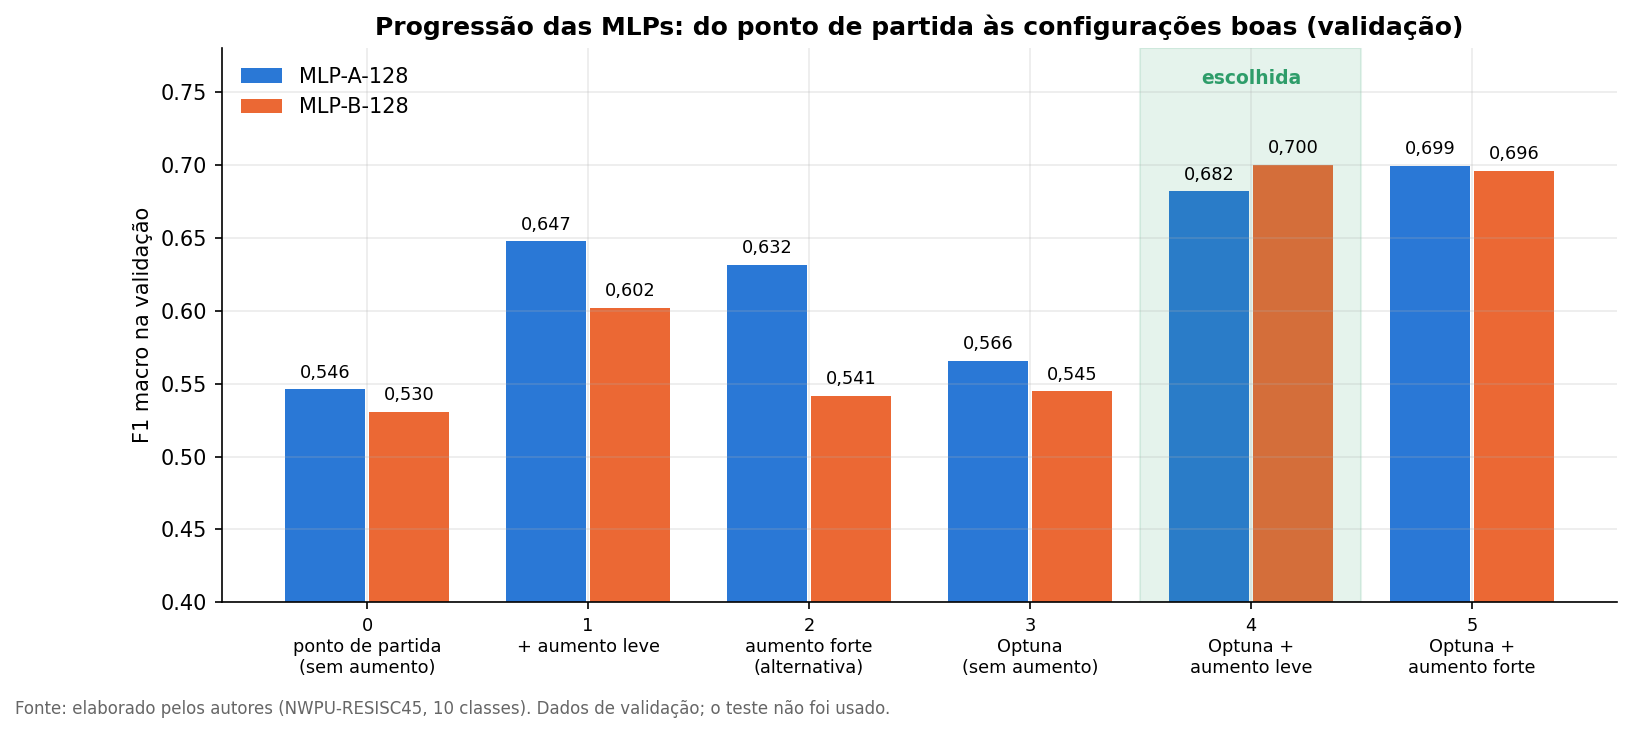 Progressão das MLPs: do ponto de partida às configurações boas (validação)
MLP-A-128
MLP-B-128
escolhida
F1 macro na validação
0.75
0.70
0.65
0.60
0.55
0.50
0.45
0.40
0,546
0,530
0,647
0,602
0,632
0,541
0,566
0,545
0,682
0,700
0,699
0,696
0
ponto de partida
(sem aumento)
1
+ aumento leve
2
aumento forte
(alternativa)
3
Optuna
(sem aumento)
4
Optuna +
aumento leve
5
Optuna +
aumento forte
Fonte: elaborado pelos autores (NWPU-RESISC45, 10 classes). Dados de validação; o teste não foi usado.